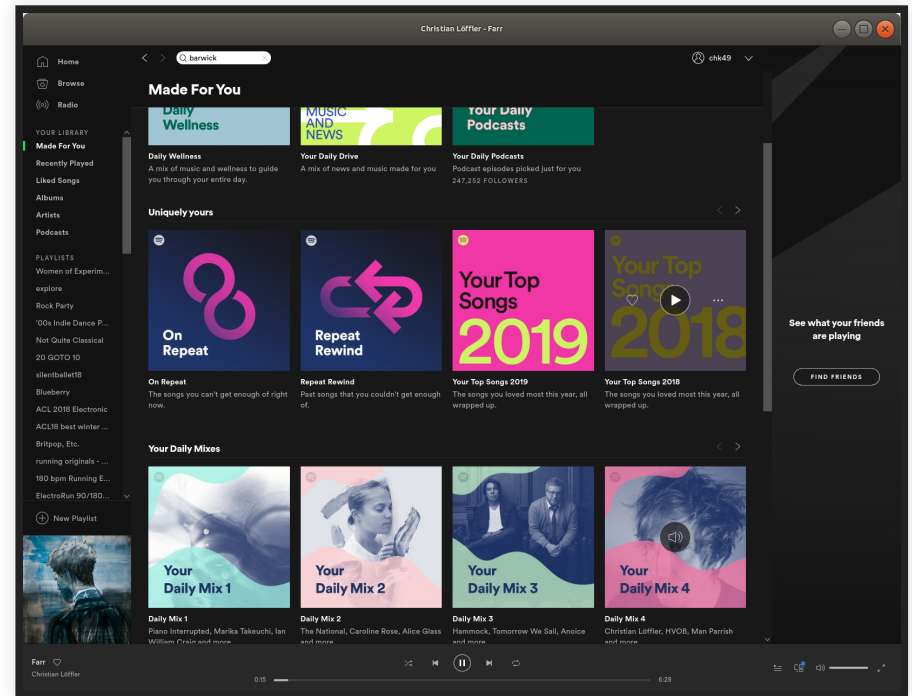 Christian Löffler - Farr
Home
Browse
Radio
YOUR LIBRARY
Made For You
Recently Played
Liked Songs
Albums
Artists
Podcasts
PLAYLISTS
Women of Experim...
explore
Rock Party
'00s Indie Dance P...
Not Quite Classical
20 GOTO 10
silentballet18
Blueberry
ACL 2018 Electronic
ACL18 best winter ...
Britpop, Etc.
running originals - ...
180 bpm Running E...
ElectroRun 90/180...
New Playlist
barwick
chk49
Made For You
Daily
Wellness
MUSIC
AND
NEWS
Your Daily
Podcasts
Daily Wellness
A mix of music and wellness to guide
you through your entire day.
Your Daily Drive
A mix of news and music made for you
Your Daily Podcasts
Podcast episodes picked just for you
247,252 FOLLOWERS
Uniquely yours
On
Repeat
Repeat
Rewind
Your Top
Songs
2019
Your Top
Songs
2018
On Repeat
The songs you can't get enough of right
now.
Repeat Rewind
Past songs that you couldn't get enough
of.
Your Top Songs 2019
The songs you loved most this year, all
wrapped up.
Your Top Songs 2018
The songs you loved most this year, all
wrapped up.
Your Daily Mixes
Your
Daily Mix 1
Your
Daily Mix 2
Your
Daily Mix 3
Your
Daily Mix 4
Daily Mix 1
Piano Interrupted, Marika Takeuchi, Ian
William Craig and more
Daily Mix 2
The National, Caroline Rose, Alice Glass
and more
Daily Mix 3
Hammock, Tomorrow We Sail, Anoice
and more
Daily Mix 4
Christian Löffler, HVOB, Man Parrish
and more
See what your friends
are playing
FIND FRIENDS
Farr
Christian Löffler
0:15
6:28